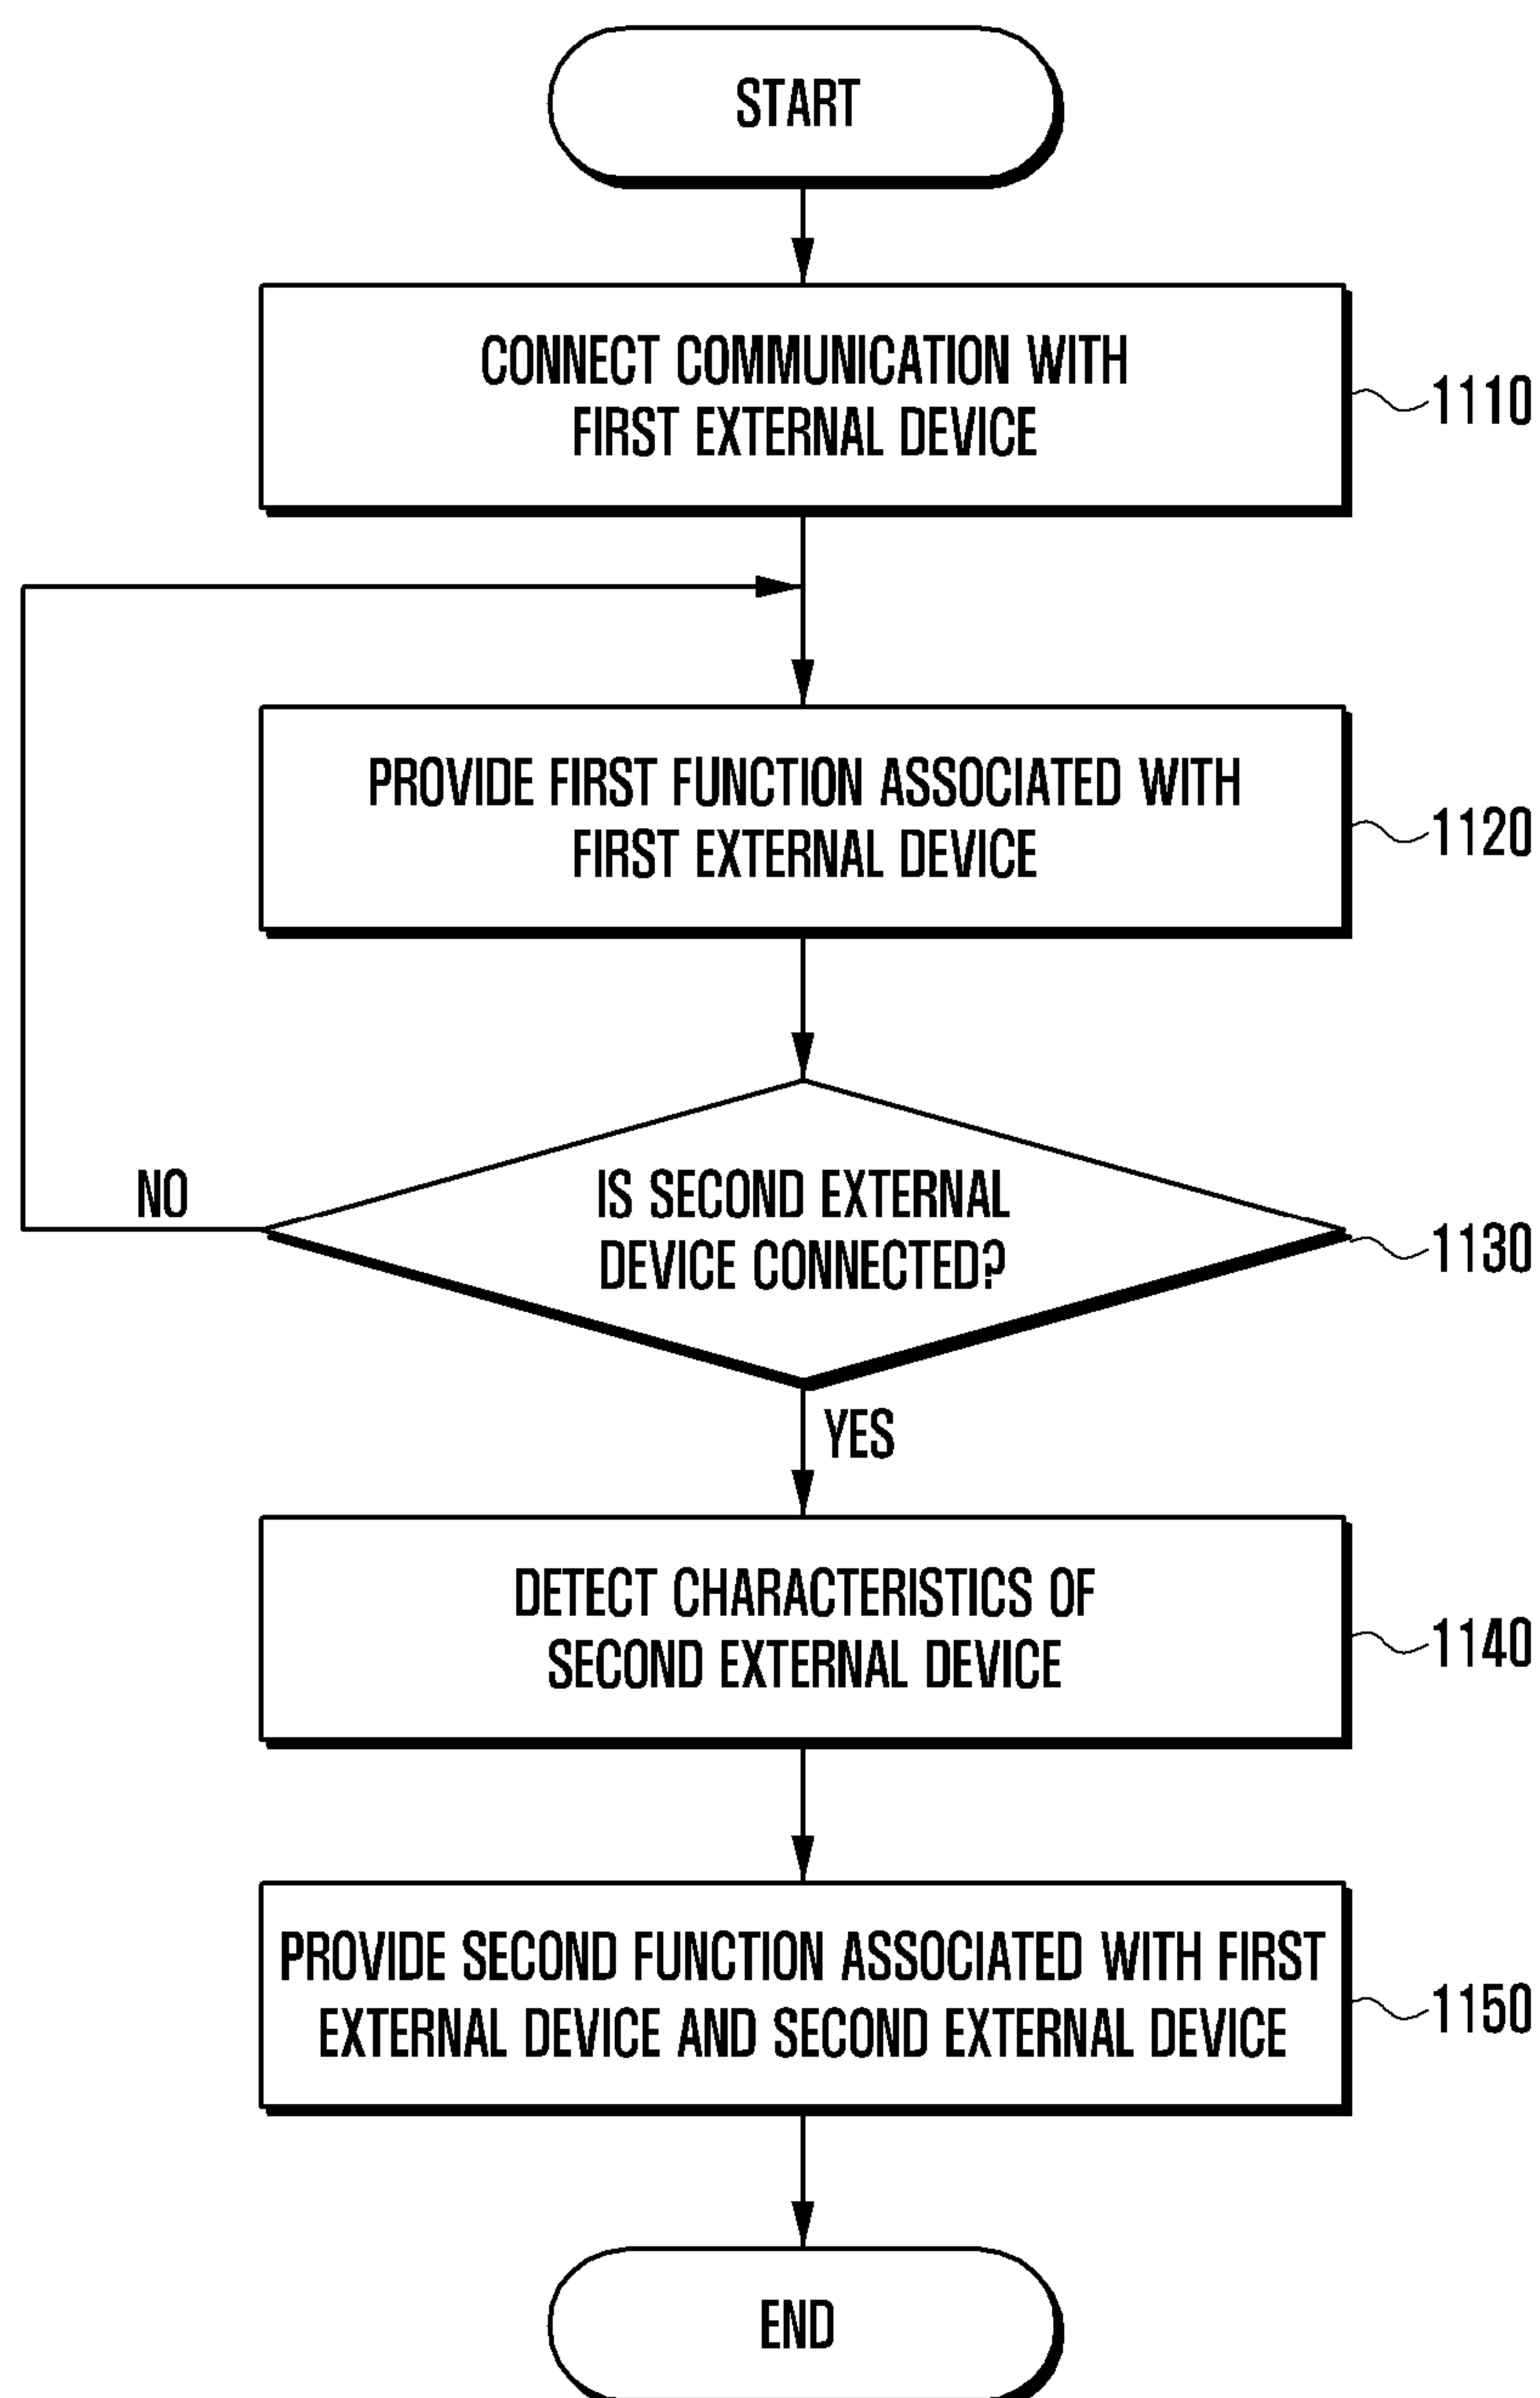 START
CONNECT COMMUNICATION WITH
FIRST EXTERNAL DEVICE
1110
PROVIDE FIRST FUNCTION ASSOCIATED WITH
FIRST EXTERNAL DEVICE
1120
NO
IS SECOND EXTERNAL
DEVICE CONNECTED?
1130
YES
DETECT CHARACTERISTICS OF
SECOND EXTERNAL DEVICE
1140
PROVIDE SECOND FUNCTION ASSOCIATED WITH FIRST
EXTERNAL DEVICE AND SECOND EXTERNAL DEVICE
1150
END